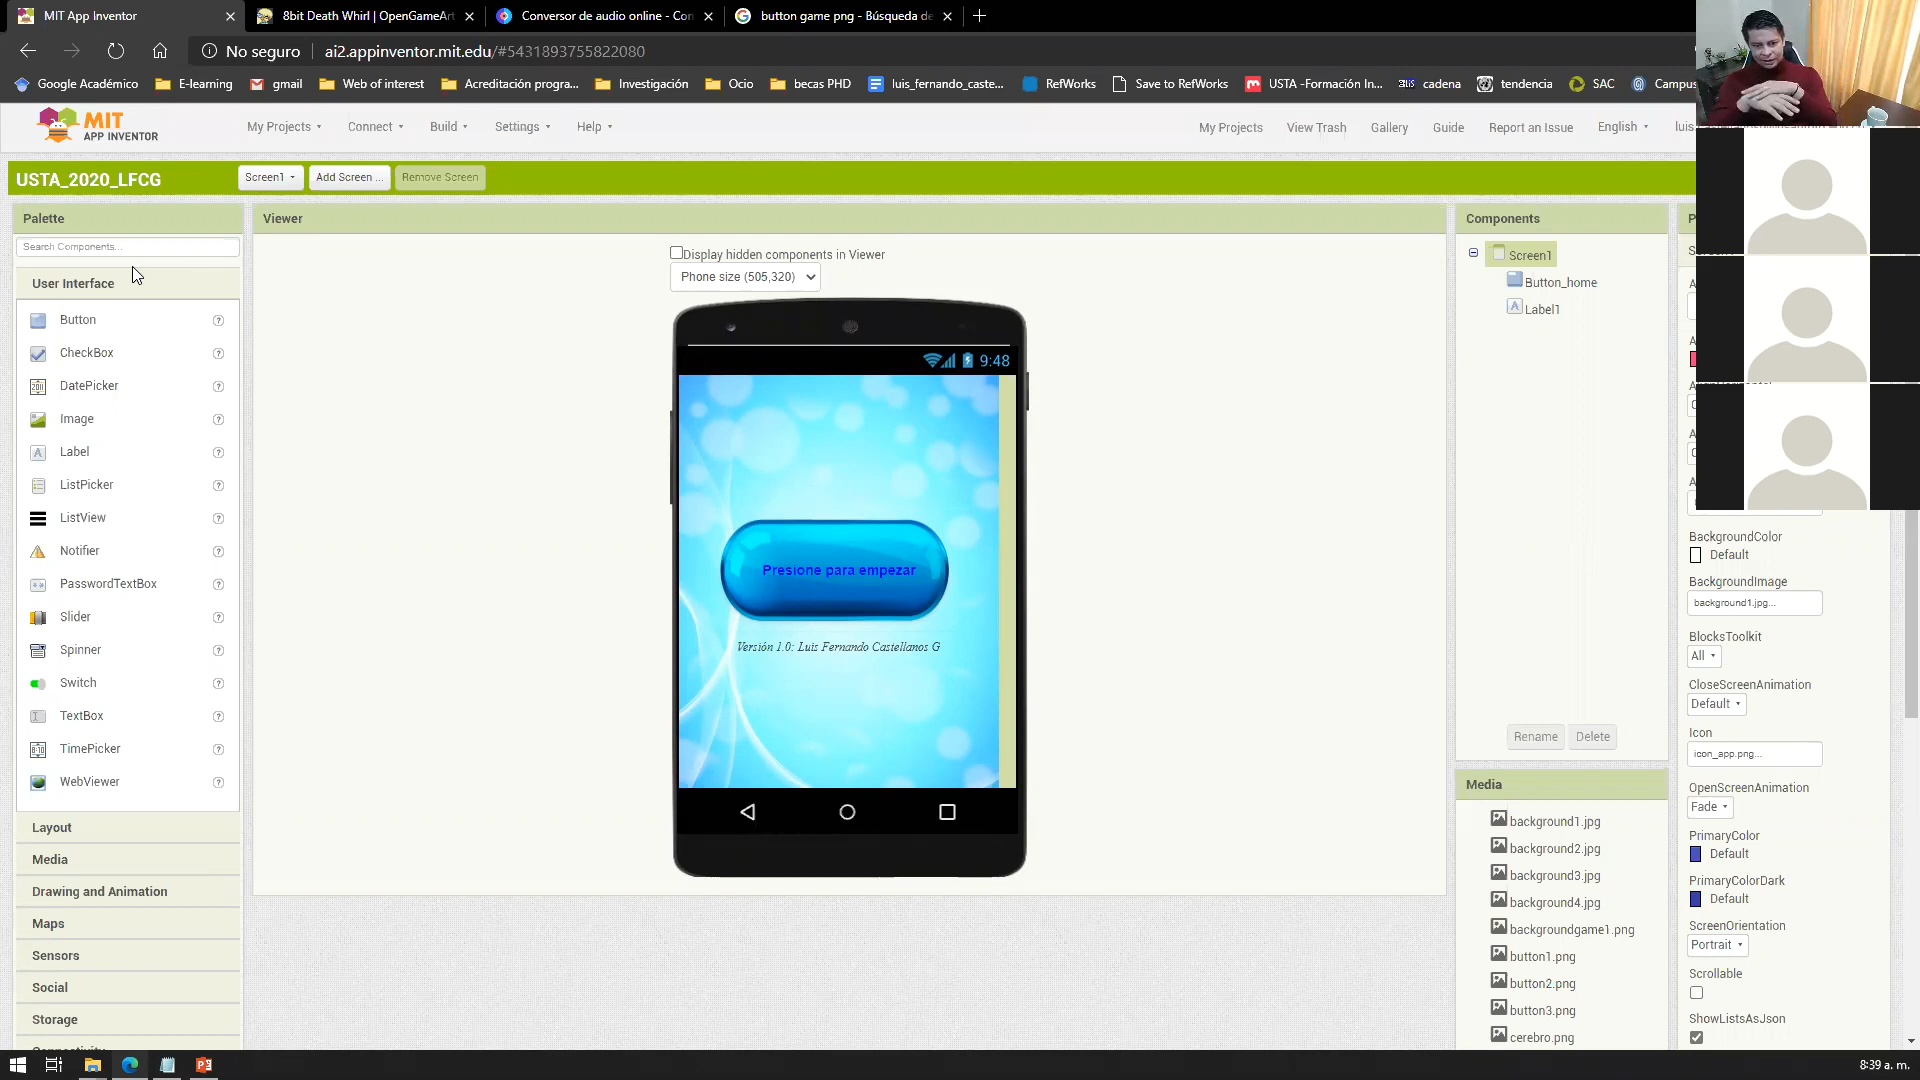 MIT App Inventor
8bit Death Whirl | OpenGameArt
Conversor de audio online - Con
button game png - Búsqueda de
No seguro
ai2.appinventor.mit.edu/#5431893755822080
Google Académico
E-learning
gmail
Web of interest
Acreditación progra...
Investigación
Ocio
becas PHD
luis_fernando_caste...
RefWorks
Save to RefWorks
USTA -Formación In...
cadena
tendencia
SAC
Campus
MIT
APP INVENTOR
My Projects
Connect
Build
Settings
Help
My Projects
View Trash
Gallery
Guide
Report an Issue
English
luis
USTA_2020_LFCG
Screen1
Add Screen ...
Remove Screen
Palette
Search Components...
User Interface
Button
CheckBox
DatePicker
Image
Label
ListPicker
ListView
Notifier
PasswordTextBox
Slider
Spinner
Switch
TextBox
TimePicker
WebViewer
Layout
Media
Drawing and Animation
Maps
Sensors
Social
Storage
Connectivity
Viewer
Display hidden components in Viewer
Phone size (505,320)
9:48
Presione para empezar
Versión 1.0: Luis Fernando Castellanos G
Components
Screen1
Button_home
Label1
Rename
Delete
Media
background1.jpg
background2.jpg
background3.jpg
background4.jpg
backgroundgame1.png
button1.png
button2.png
button3.png
cerebro.png
BackgroundColor
Default
BackgroundImage
background1.jpg...
BlocksToolkit
All
CloseScreenAnimation
Default
Icon
icon_app.png...
OpenScreenAnimation
Fade
PrimaryColor
Default
PrimaryColorDark
Default
ScreenOrientation
Portrait
Scrollable
ShowListsAsJson
8:39 a. m.